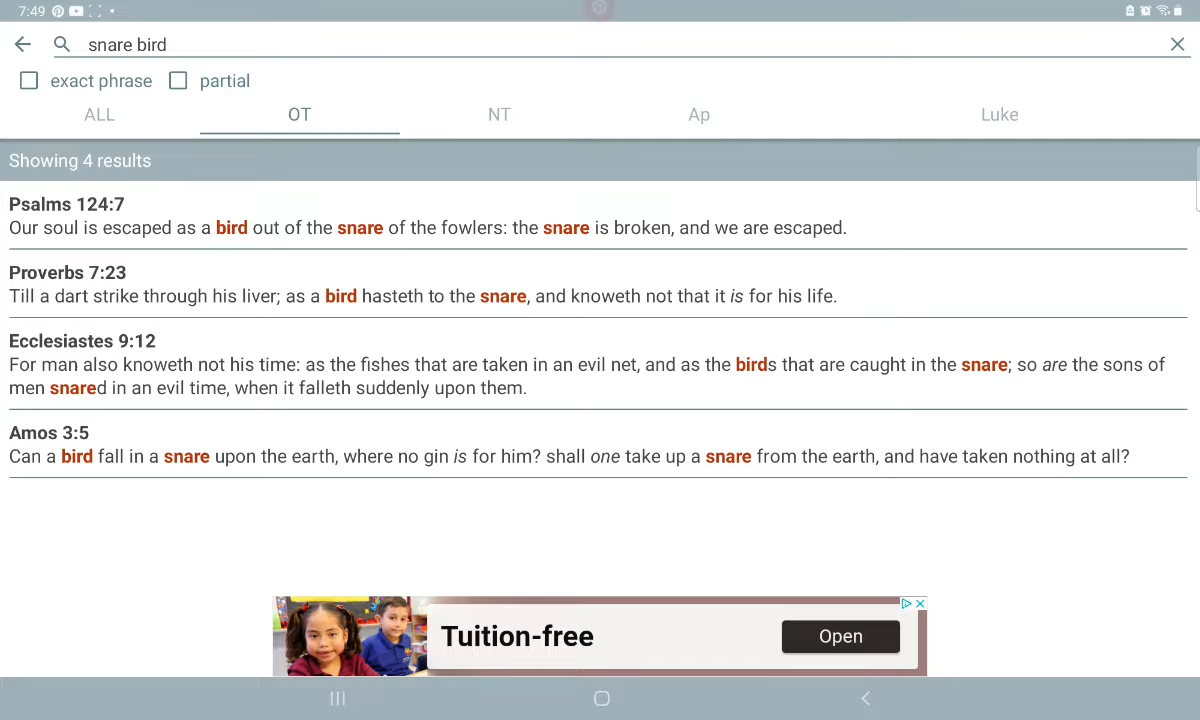 7:49
snare bird
exact phrase partial
ALL OT NT Ap Luke
Showing 4 results
Psalms 124:7
Our soul is escaped as a bird out of the snare of the fowlers: the snare is broken, and we are escaped.
Proverbs 7:23
Till a dart strike through his liver; as a bird hasteth to the snare, and knoweth not that it is for his life.
Ecclesiastes 9:12
For man also knoweth not his time: as the fishes that are taken in an evil net, and as the birds that are caught in the snare; so are the sons of
men snared in an evil time, when it falleth suddenly upon them.
Amos 3:5
Can a bird fall in a snare upon the earth, where no gin is for him? shall one take up a snare from the earth, and have taken nothing at all?
Tuition-free
Open